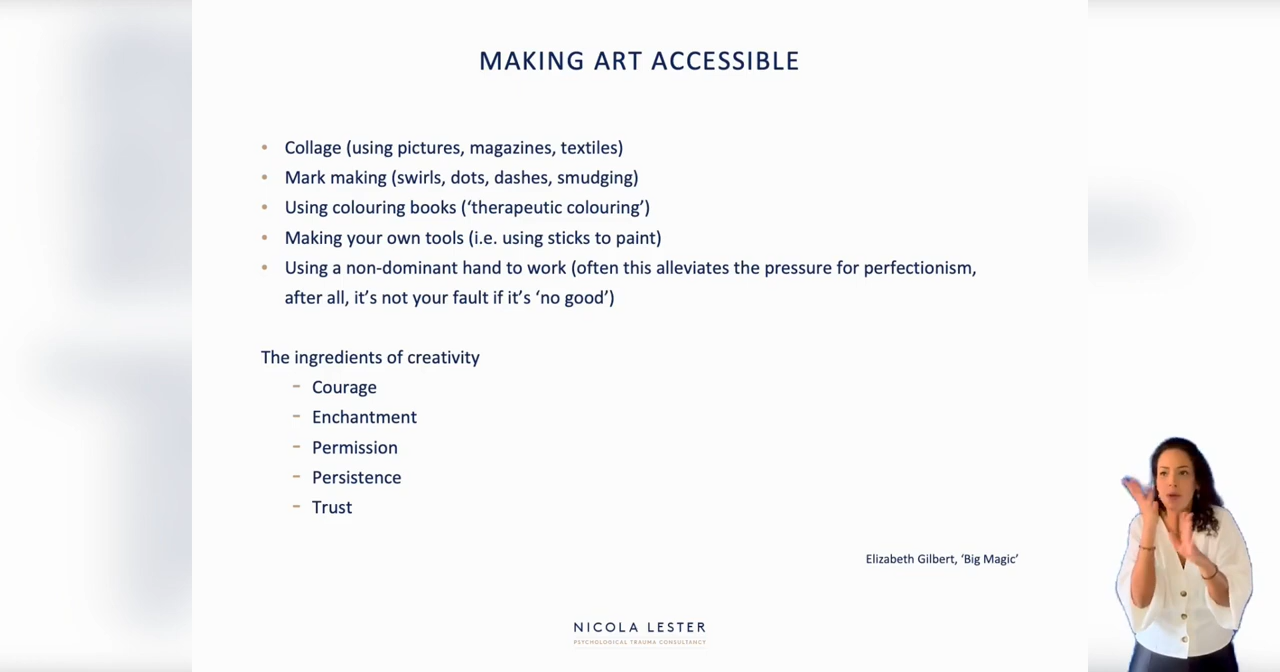 MAKING ART ACCESSIBLE
• Collage (using pictures, magazines, textiles)
• Mark making (swirls, dots, dashes, smudging)
• Using colouring books (‘therapeutic colouring’)
• Making your own tools (i.e. using sticks to paint)
• Using a non-dominant hand to work (often this alleviates the pressure for perfectionism,
after all, it’s not your fault if it’s ‘no good’)
The ingredients of creativity
- Courage
- Enchantment
- Permission
- Persistence
- Trust
Elizabeth Gilbert, ‘Big Magic’
NICOLA LESTER
PSYCHOLOGICAL TRAUMA CONSULTANCY